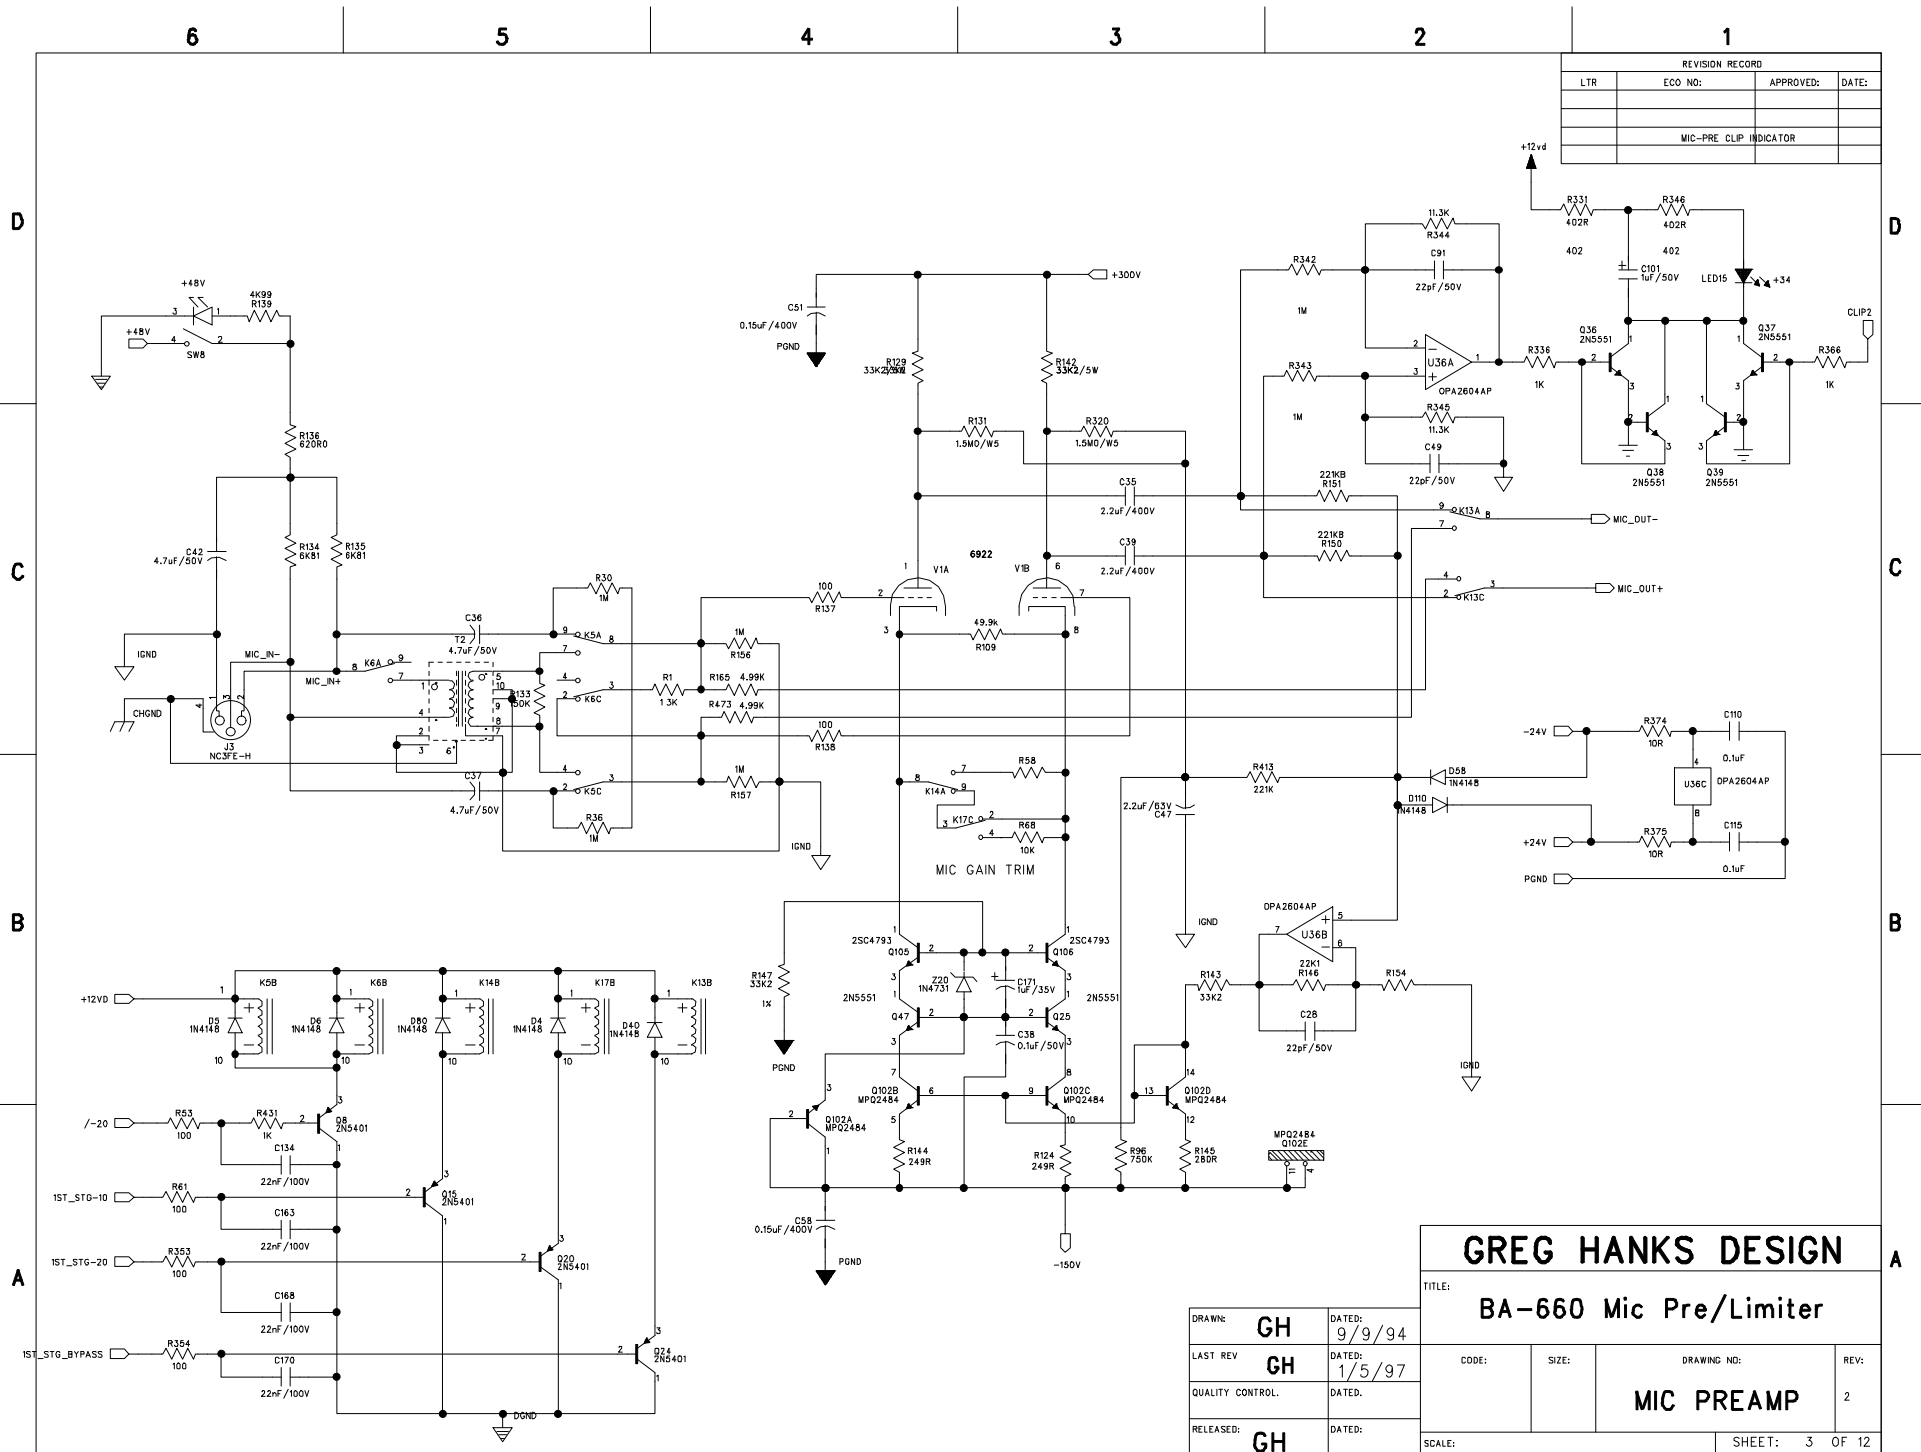 6 5 4 3 2 1
REVISION RECORD
LTR ECO NO: APPROVED: DATE:
MIC-PRE CLIP INDICATOR
D
D
C
C
B
B
A
A
+12vd
R331
402R
402
R346
402R
402
C101
1uF/50V
LED15
+34
Q36
2N5551
Q37
2N5551
CLIP2
R336
1K
R366
1K
Q38
2N5551
Q39
2N5551
11.3K
R344
C91
22pF/50V
R342
1M
R343
1M
U36A
OPA2604AP
R345
11.3K
C49
22pF/50V
+48V
4K99
R139
+48V
SW8
R136
620R0
C42
4.7uF/50V
R134
6K81
R135
6K81
IGND
MIC_IN-
MIC_IN+
CHGND
J3
NC3FE-H
K6A
C36
T2
4.7uF/50V
C37
4.7uF/50V
R30
1M
R36
1M
K5A
K6C
K5C
R1
1 3K
1M
R156
R165 4.99K
R473 4.99K
100
R137
100
R138
1M
R157
IGND
C51
0.15uF/400V
PGND
+300V
R142
33K2/5W
R131
1.5M0/W5
R320
1.5M0/W5
C35
2.2uF/400V
C39
2.2uF/400V
6922
V1A
V1B
49.9k
R109
221KB
R151
221KB
R150
K13A
MIC_OUT-
K13C
MIC_OUT+
R58
K14A
K17C
R68
10K
MIC GAIN TRIM
R413
221K
2.2uF/63V
C47
D58
1N4148
D110
1N4148
-24V
R374
10R
C110
0.1uF
U36C
OPA2604AP
+24V
R375
10R
C115
0.1uF
PGND
IGND
OPA2604AP
U36B
22K1
R146
C28
22pF/50V
R143
33K2
R154
IGND
2SC4793
Q105
2SC4793
Q106
R147
33K2
1%
PGND
Z20
1N4731
C171
1uF/35V
2N5551
Q47
2N5551
Q25
C38
0.1uF/50V
Q102B
MPQ2484
Q102C
MPQ2484
Q102D
MPQ2484
Q102A
MPQ2484
R144
249R
R124
249R
R96
750K
R145
280R
MPQ2484
Q102E
C58
0.15uF/400V
PGND
-150V
+12VD
K5B
K6B
K14B
K17B
K13B
D5
1N4148
D6
1N4148
D80
1N4148
D4
1N4148
D40
1N4148
/-20
R53
100
R431
1K
Q8
2N5401
C134
22nF/100V
1ST_STG-10
R61
100
Q15
2N5401
C163
22nF/100V
1ST_STG-20
R353
100
Q20
2N5401
C168
22nF/100V
1ST_STG_BYPASS
R354
100
Q24
2N5401
C170
22nF/100V
DGND
GREG HANKS DESIGN
TITLE:
BA-660 Mic Pre/Limiter
DRAWN: GH DATED: 9/9/94
LAST REV GH DATED: 1/5/97
QUALITY CONTROL. DATED.
RELEASED: GH DATED:
CODE: SIZE: DRAWING NO: REV:
MIC PREAMP 2
SCALE: SHEET: 3 OF 12